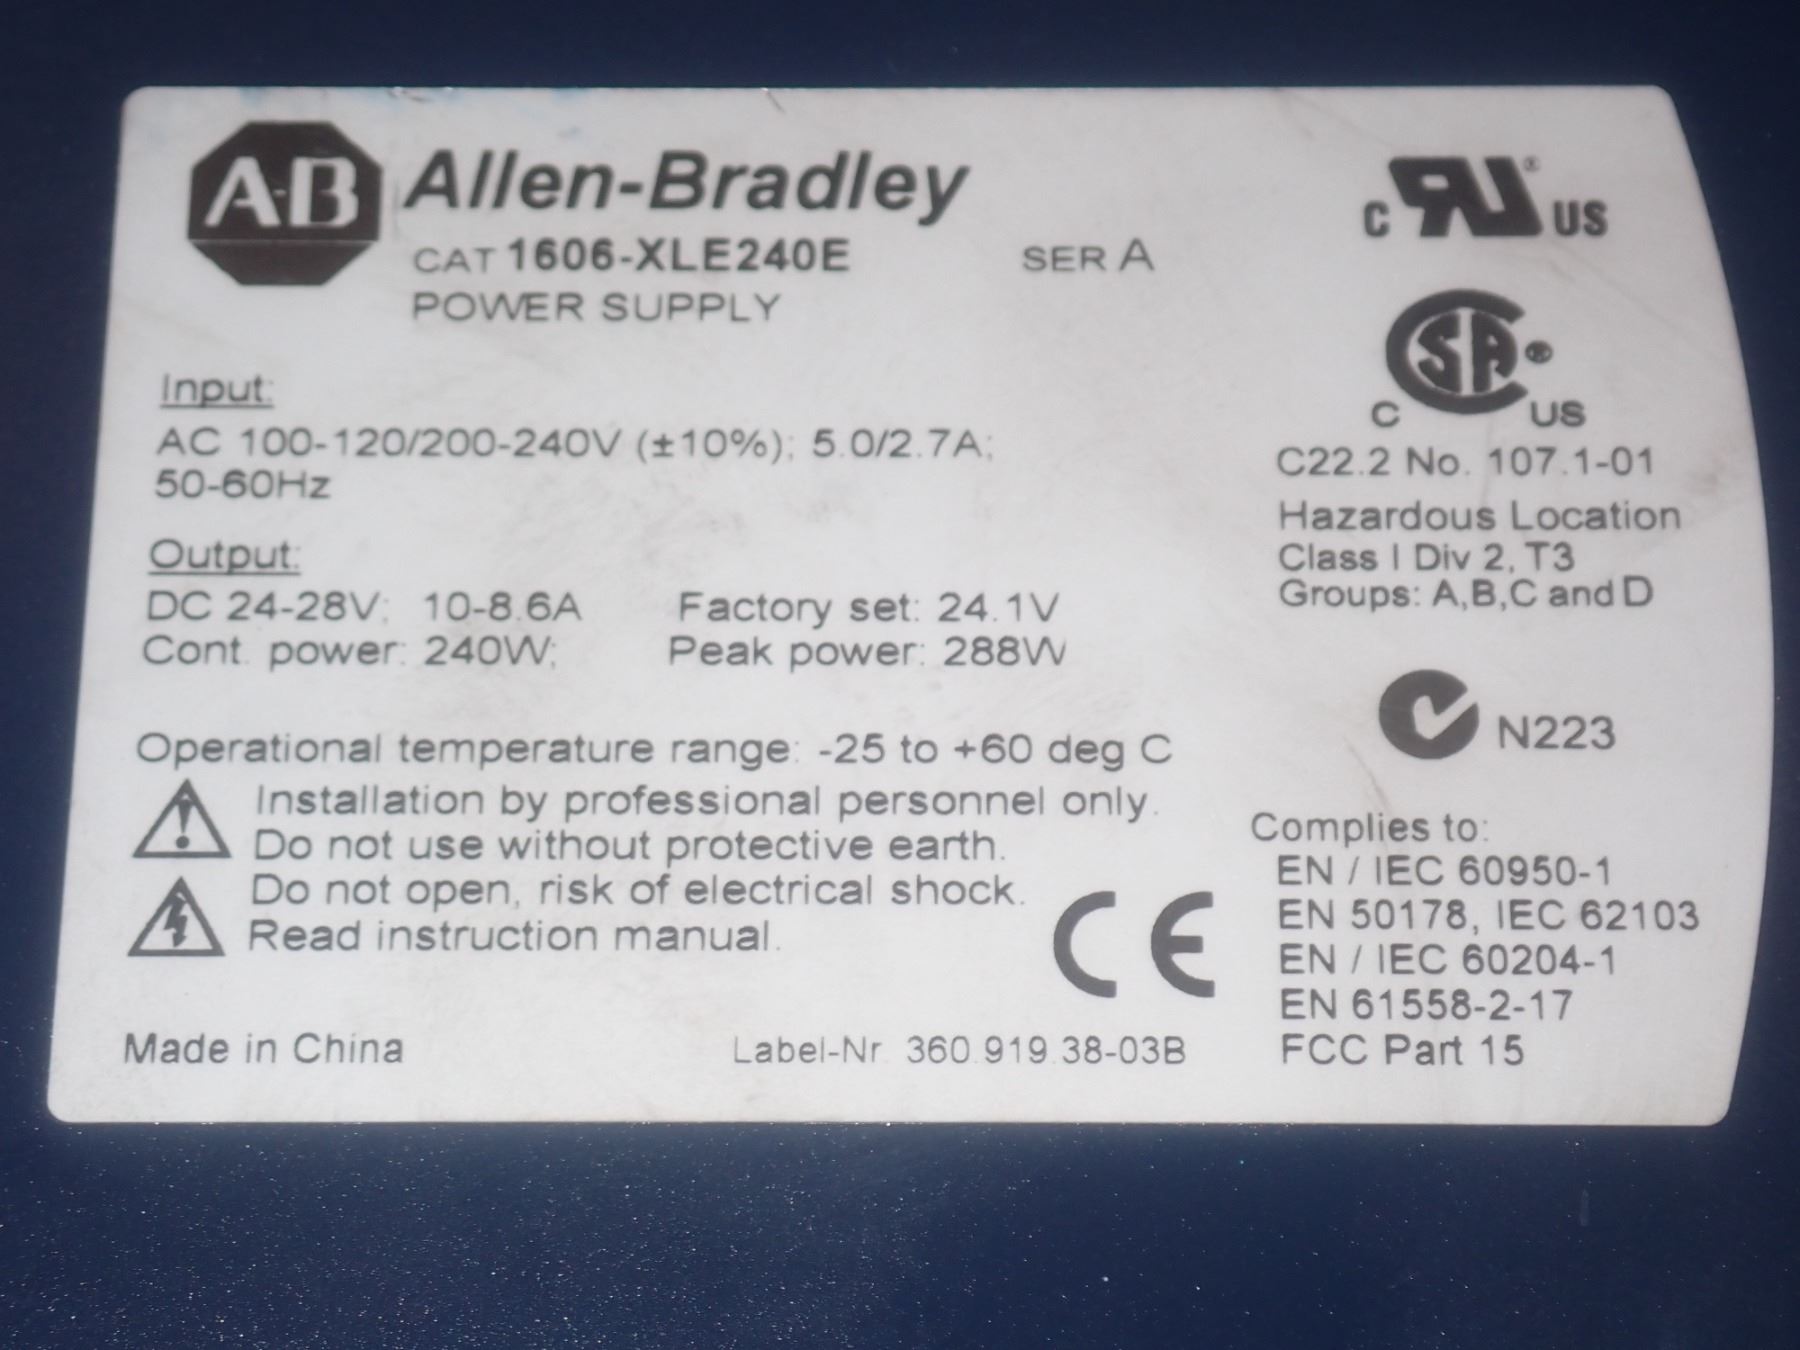 A-B Allen-Bradley
CAT 1606-XLE240E SER A
POWER SUPPLY
Input:
AC 100-120/200-240V (±10%); 5.0/2.7A;
50-60Hz
Output:
DC 24-28V; 10-8.6A Factory set: 24.1V
Cont. power: 240W; Peak power: 288W
Operational temperature range: -25 to +60 deg C
Installation by professional personnel only.
Do not use without protective earth.
Do not open, risk of electrical shock.
Read instruction manual.
CE
Made in China
Label-Nr. 360.919.38-03B
C RU ® US
CSA ®
C US
C22.2 No. 107.1-01
Hazardous Location
Class I Div 2, T3
Groups: A,B,C and D
N223
Complies to:
EN / IEC 60950-1
EN 50178, IEC 62103
EN / IEC 60204-1
EN 61558-2-17
FCC Part 15